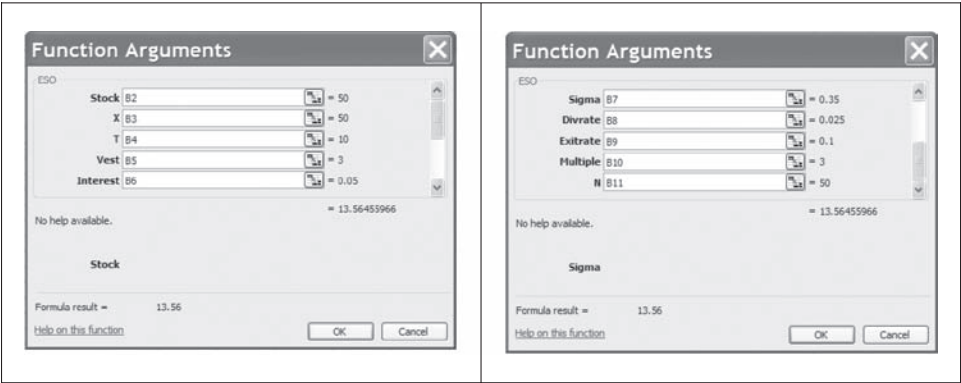 Function Arguments
ESO
Stock B2 = 50
X B3 = 50
T B4 = 10
Vest B5 = 3
Interest B6 = 0.05
= 13.56455966
No help available.
Stock
Formula result = 13.56
Help on this function
OK Cancel
Function Arguments
ESO
Sigma B7 = 0.35
Divrate B8 = 0.025
Exitrate B9 = 0.1
Multiple B10 = 3
N B11 = 50
= 13.56455966
No help available.
Sigma
Formula result = 13.56
Help on this function
OK Cancel